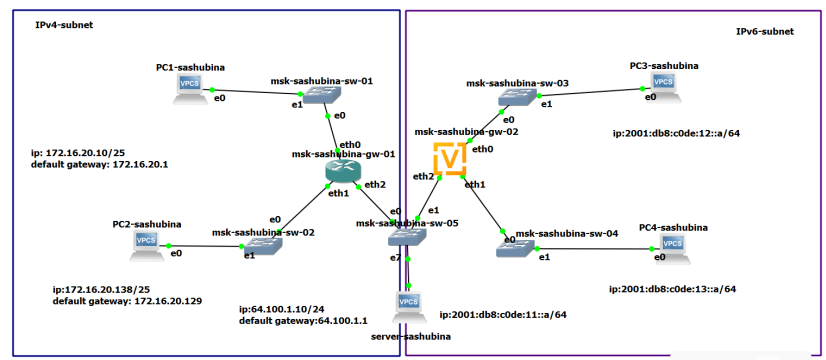 IPv4-subnet
IPv6-subnet
PC1-sashubina
VPCS
e0
msk-sashubina-sw-01
e1
e0
msk-sashubina-sw-03
e1
e0
PC3-sashubina
VPCS
e0
ip: 172.16.20.10/25
default gateway: 172.16.20.1
eth0
msk-sashubina-gw-01
eth2
eth1
msk-sashubina-gw-02
V
eth0
eth2
eth1
ip:2001:db8:c0de:12::a/64
PC2-sashubina
VPCS
e0
msk-sashubina-sw-02
e0
e1
e0
e1
msk-sashubina-sw-05
e7
msk-sashubina-sw-04
e0
e1
PC4-sashubina
VPCS
e0
ip:172.16.20.138/25
default gateway: 172.16.20.129
ip:64.100.1.10/24
default gateway:64.100.1.1
VPCS
server-sashubina
ip:2001:db8:c0de:11::a/64
ip:2001:db8:c0de:13::a/64